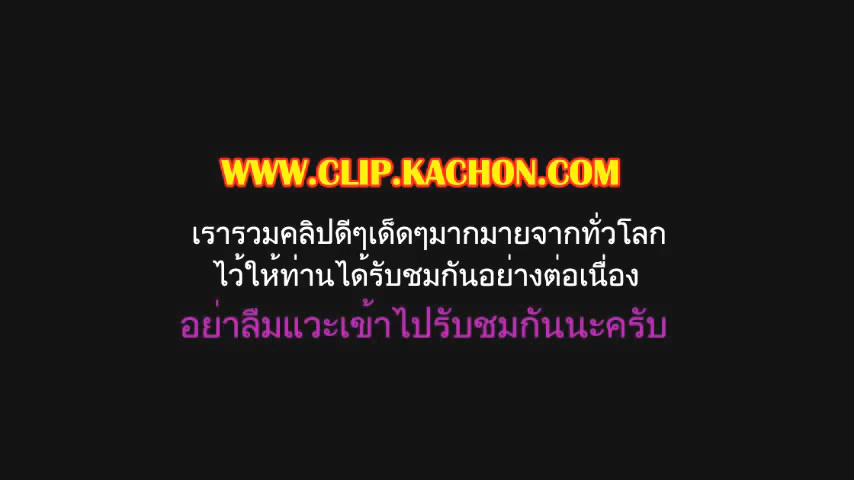 WWW.CLIP.KACHON.COM
เรารวมคลิปดีๆเด็ดๆมากมายจากทั่วโลก
ไว้ให้ท่านได้รับชมกันอย่างต่อเนื่อง
อย่าลืมแวะเข้าไปรับชมกันนะครับ